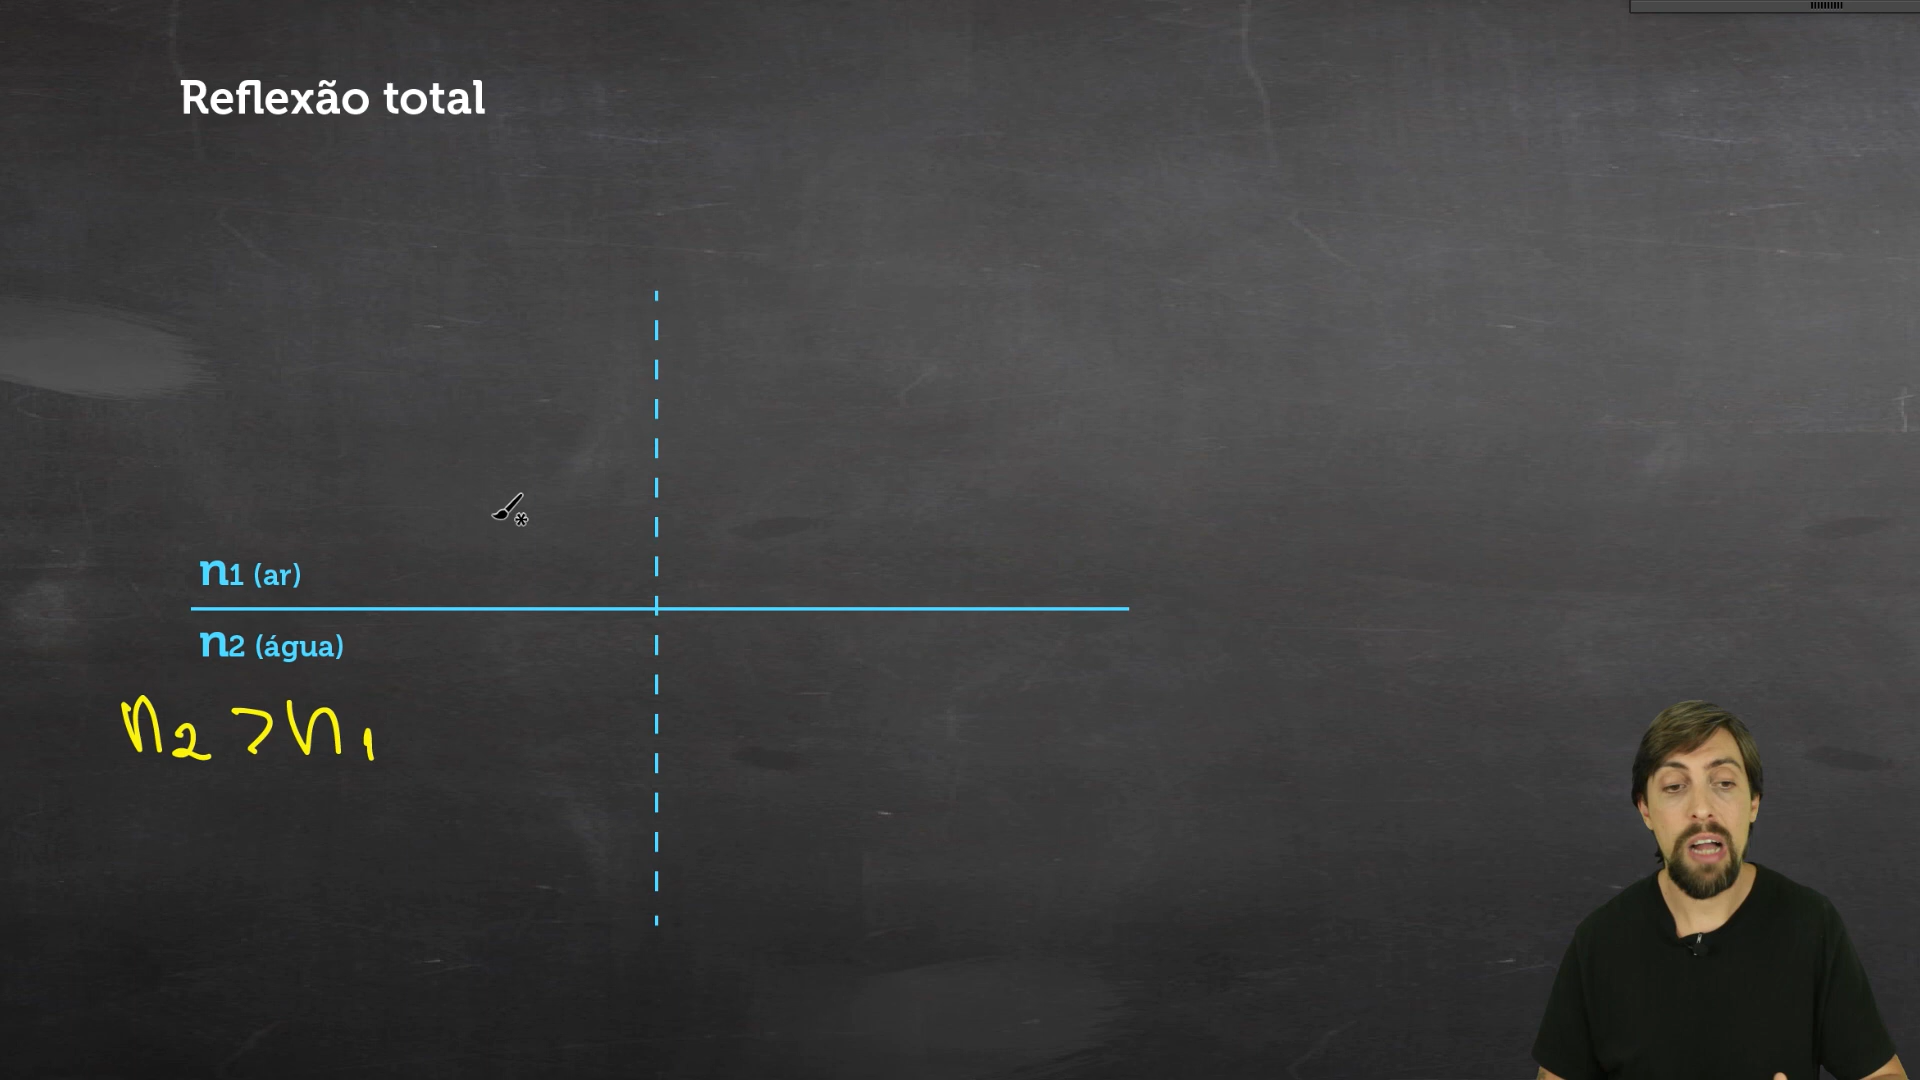 Reflexão total
n1 (ar)
n2 (água)
n2 > n1